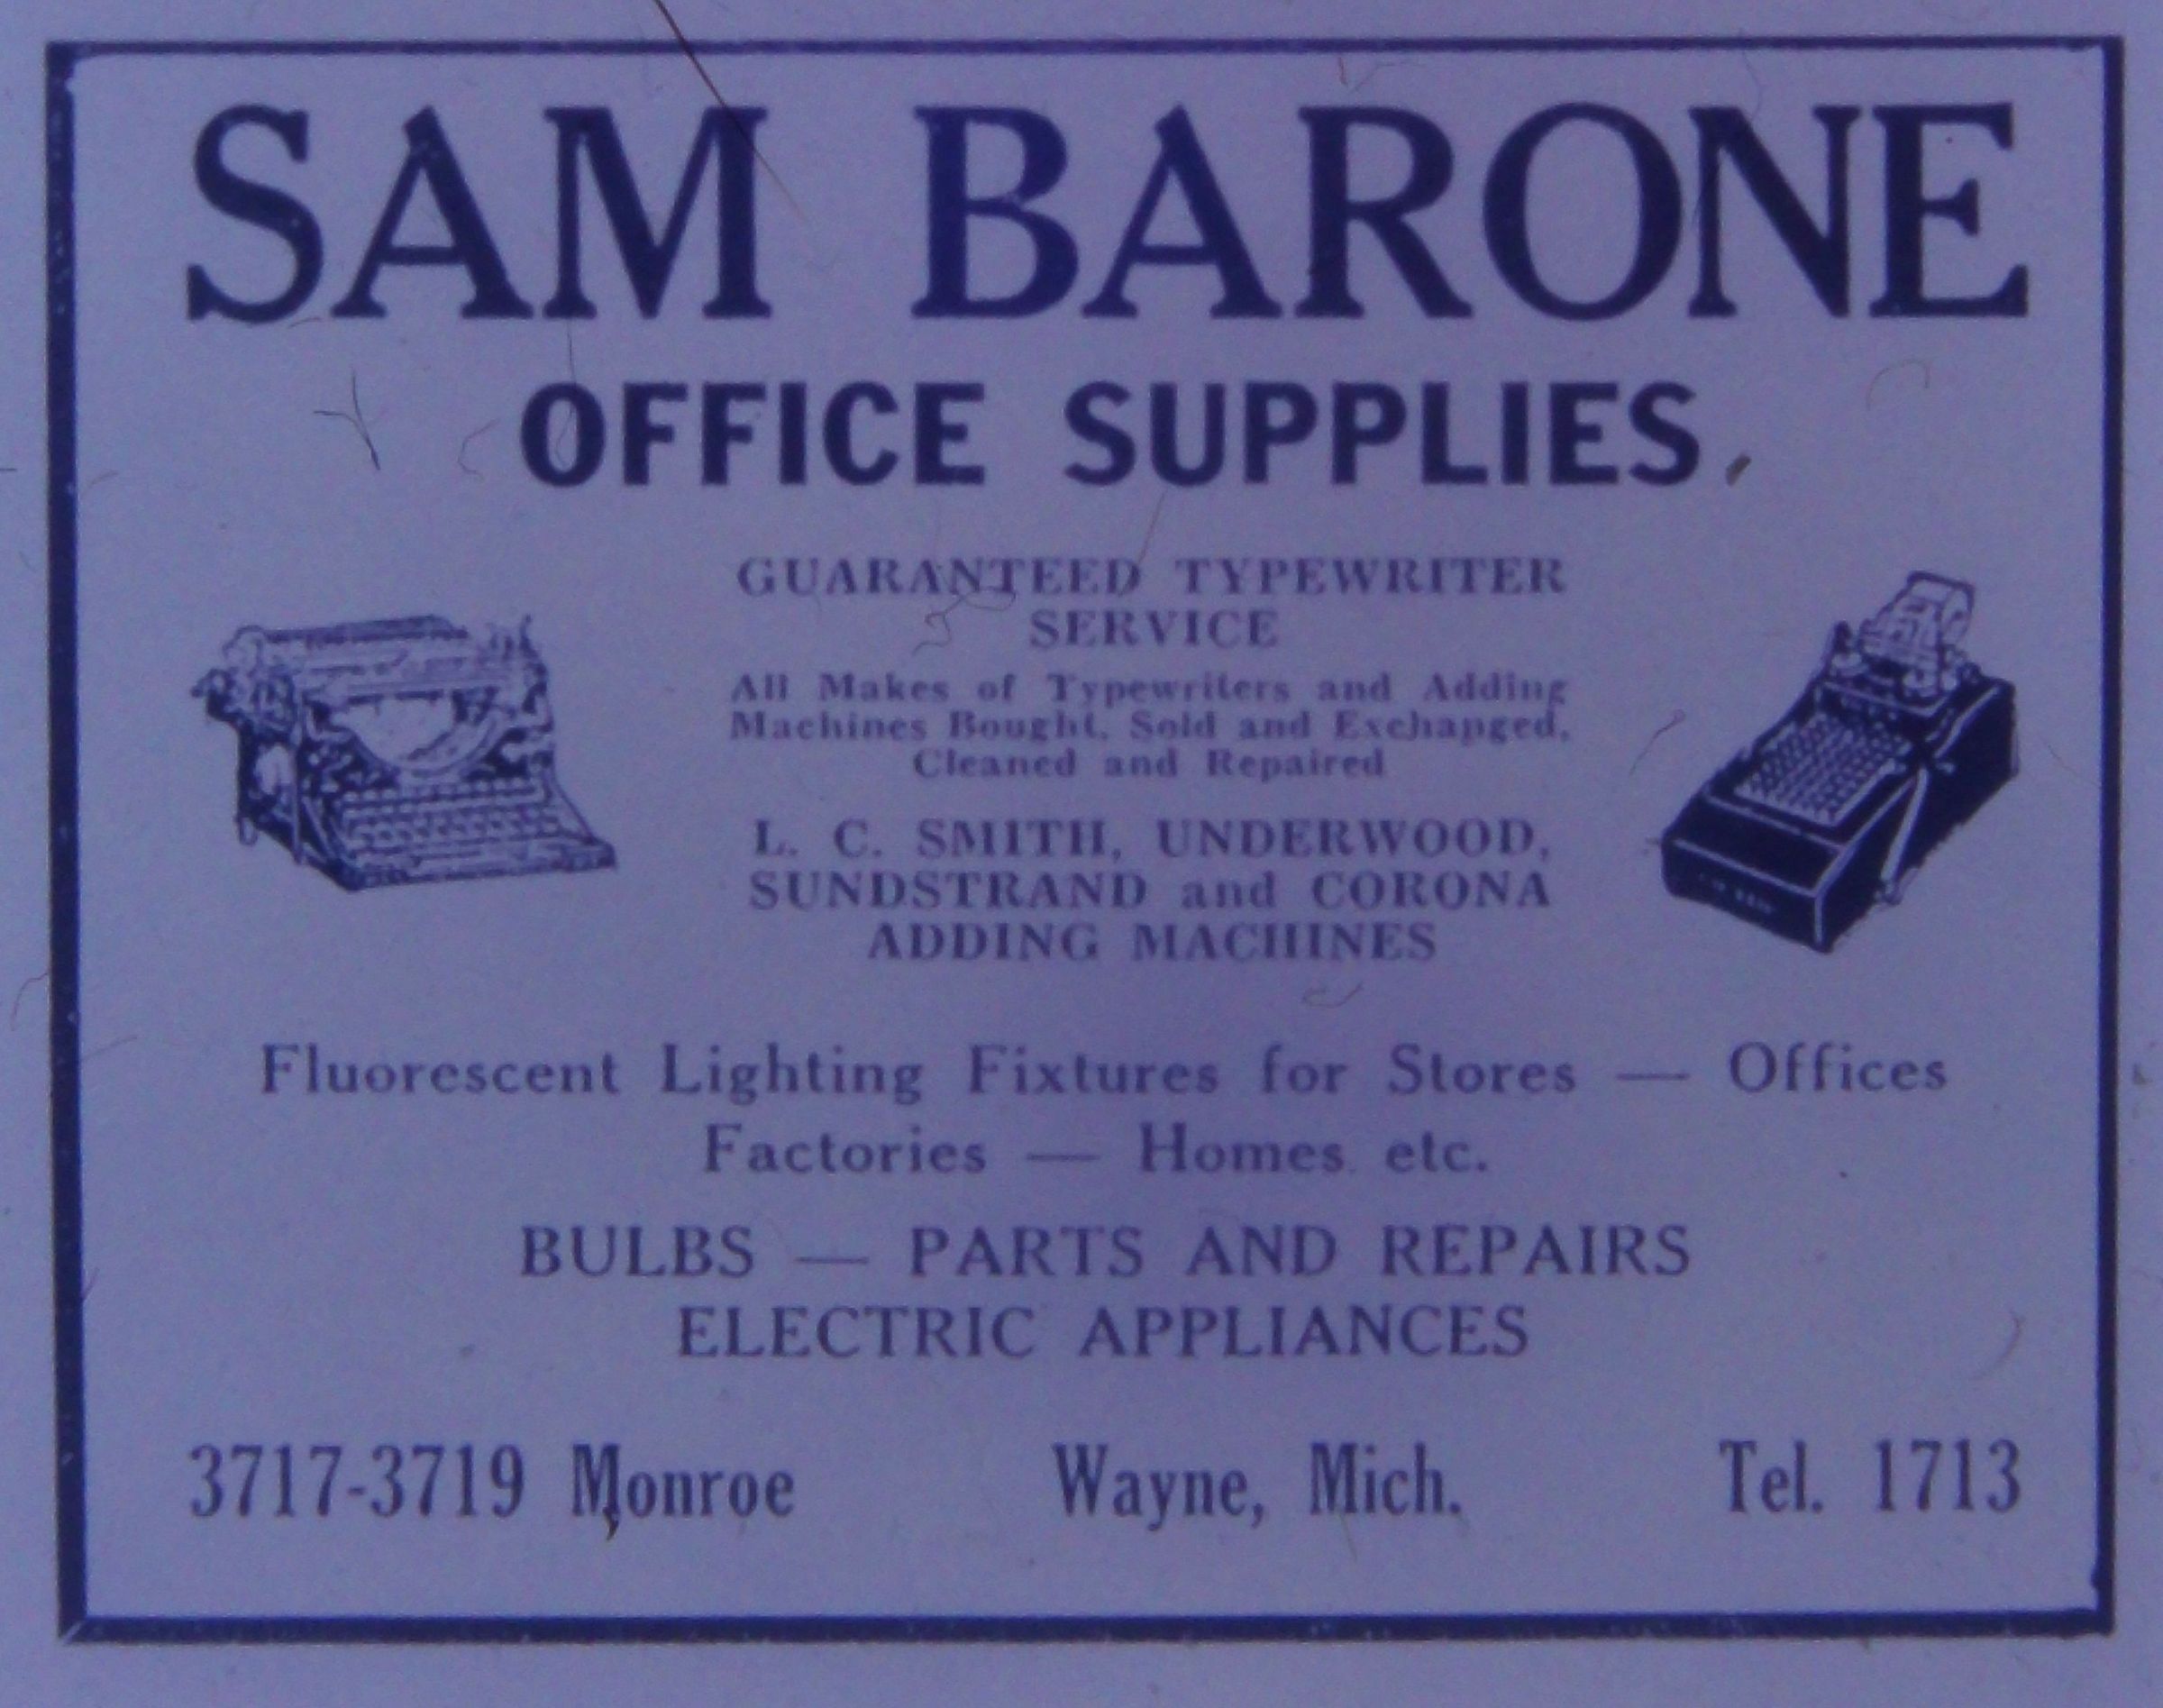 SAM BARONE
OFFICE SUPPLIES
GUARANTEED TYPEWRITER
SERVICE
All Makes of Typewriters and Adding
Machines Bought, Sold and Exchanged,
Cleaned and Repaired
L. C. SMITH, UNDERWOOD,
SUNDSTRAND and CORONA
ADDING MACHINES
Fluorescent Lighting Fixtures for Stores — Offices
Factories — Homes etc.
BULBS — PARTS AND REPAIRS
ELECTRIC APPLIANCES
3717-3719 Monroe Wayne, Mich. Tel. 1713